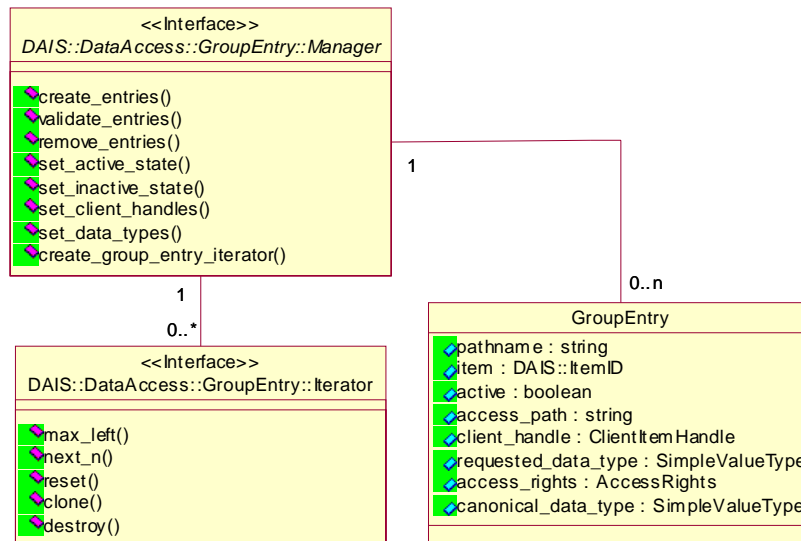 <<Interface>>
DAIS::DataAccess::GroupEntry::Manager
create_entries()
validate_entries()
remove_entries()
set_active_state()
set_inactive_state()
set_client_handles()
set_data_types()
create_group_entry_iterator()
1
1
0..*
0..n
<<Interface>>
DAIS::DataAccess::GroupEntry::Iterator
max_left()
next_n()
reset()
clone()
destroy()
GroupEntry
pathname : string
item : DAIS::ItemID
active : boolean
access_path : string
client_handle : ClientItemHandle
requested_data_type : SimpleValueType
access_rights : AccessRights
canonical_data_type : SimpleValueType